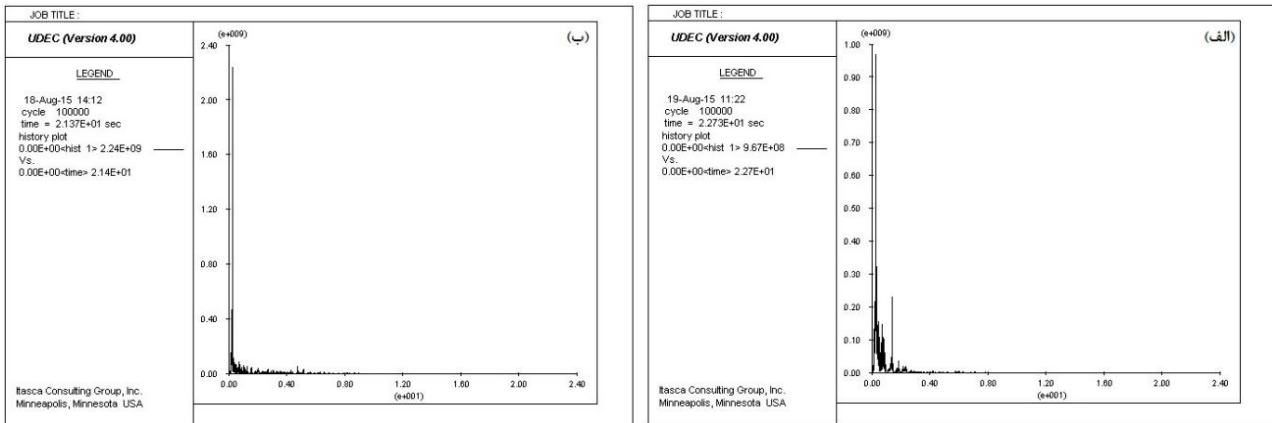 JOB TITLE :
UDEC (Version 4.00)
LEGEND
18-Aug-15 14:12
cycle 100000
time = 2.137E+01 sec
history plot
0.00E+00<hist 1> 2.24E+09
Vs.
0.00E+00<time> 2.14E+01
Itasca Consulting Group, Inc.
Minneapolis, Minnesota USA
(e+009)
(ب)
2.40
2.00
1.60
1.20
0.80
0.40
0.00
0.00 0.40 0.80 1.20 1.60 2.00 2.40
(e+001)
JOB TITLE :
UDEC (Version 4.00)
LEGEND
19-Aug-15 11:22
cycle 100000
time = 2.273E+01 sec
history plot
0.00E+00<hist 1> 9.67E+08
Vs.
0.00E+00<time> 2.27E+01
Itasca Consulting Group, Inc.
Minneapolis, Minnesota USA
(e+009)
(الف)
1.00
0.90
0.80
0.70
0.60
0.50
0.40
0.30
0.20
0.10
0.00
0.00 0.40 0.80 1.20 1.60 2.00 2.40
(e+001)